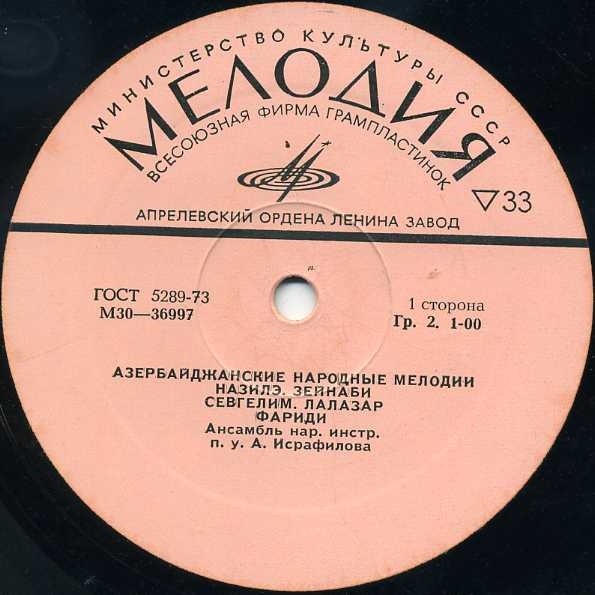 МИНИСТЕРСТВО КУЛЬТУРЫ СССР
МЕЛОДИЯ
ВСЕСОЮЗНАЯ ФИРМА ГРАМПЛАСТИНОК
▽33
АПРЕЛЕВСКИЙ ОРДЕНА ЛЕНИНА ЗАВОД
ГОСТ 5289-73
М30—36997
1 сторона
Гр. 2. 1-00
АЗЕРБАЙДЖАНСКИЕ НАРОДНЫЕ МЕЛОДИИ
НАЗИЛЭ. ЗЕЙНАБИ
СЕВГЕЛИМ. ЛАЛАЗАР
ФАРИДИ
Ансамбль нар. инстр.
п. у. А. Исрафилова